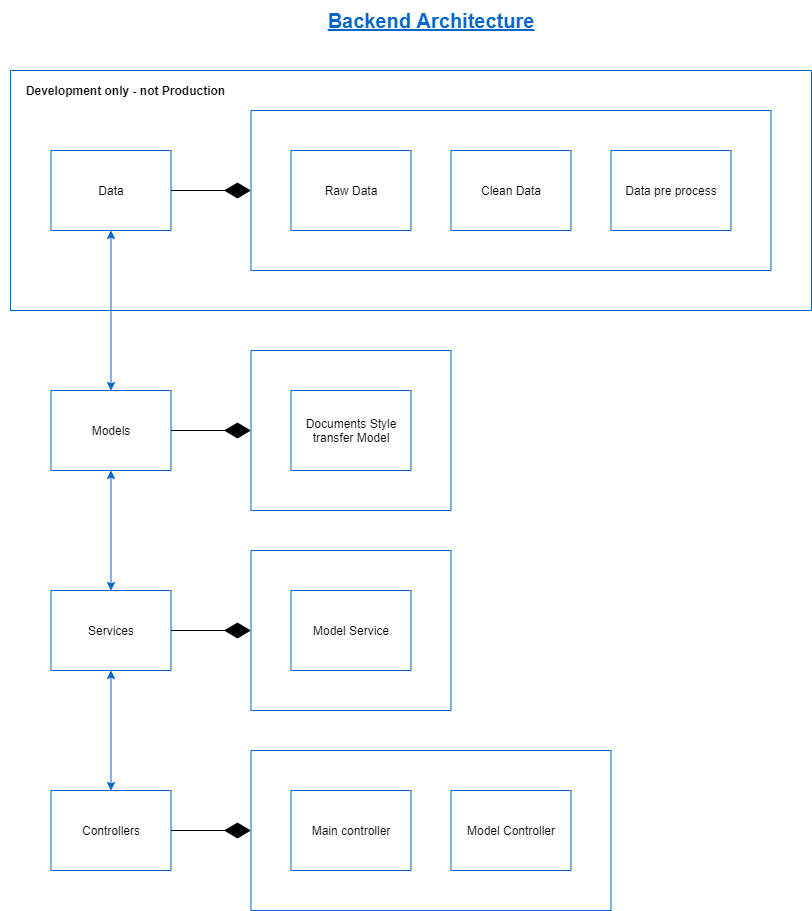 Backend Architecture
Development only - not Production
Data
Raw Data
Clean Data
Data pre process
Models
Documents Style
transfer Model
Services
Model Service
Controllers
Main controller
Model Controller